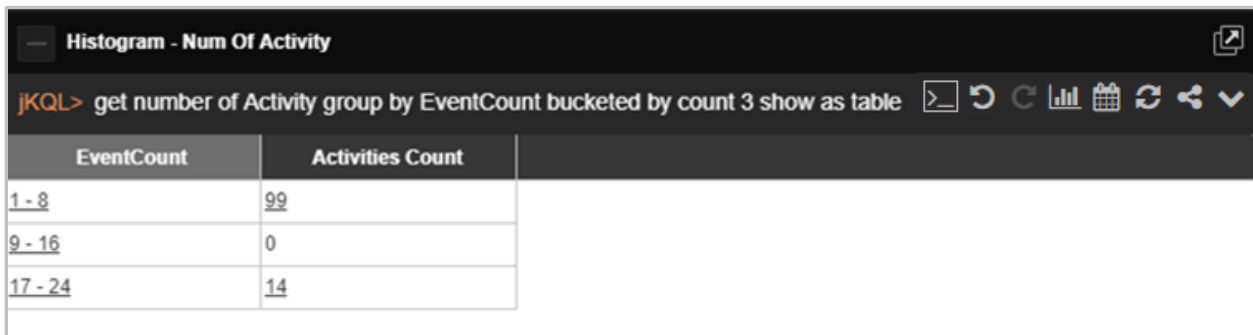 Histogram - Num Of Activity
jKQL> get number of Activity group by EventCount bucketed by count 3 show as table
EventCount Activities Count
1 - 8 99
9 - 16 0
17 - 24 14